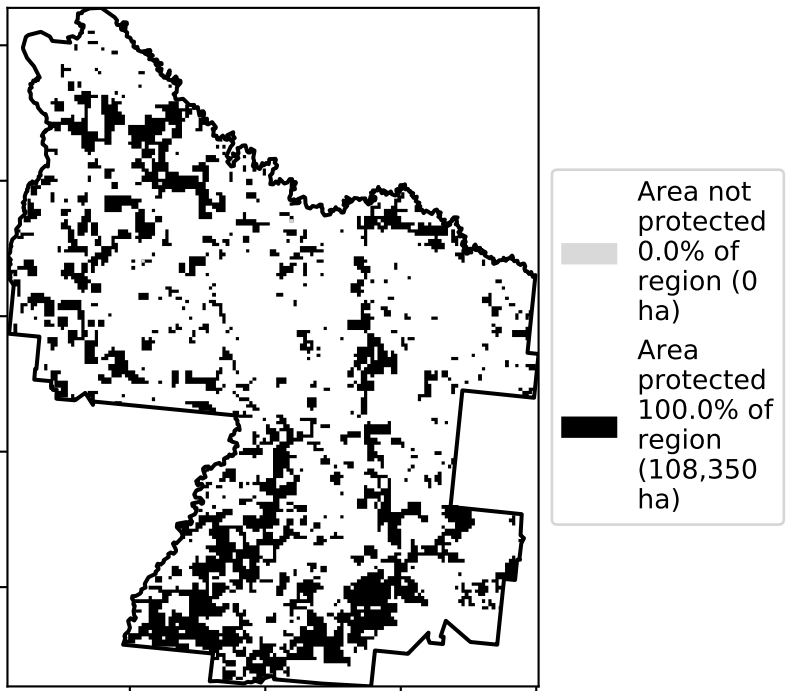 Area not
protected
0.0% of
region (0
ha)
Area
protected
100.0% of
region
(108,350
ha)